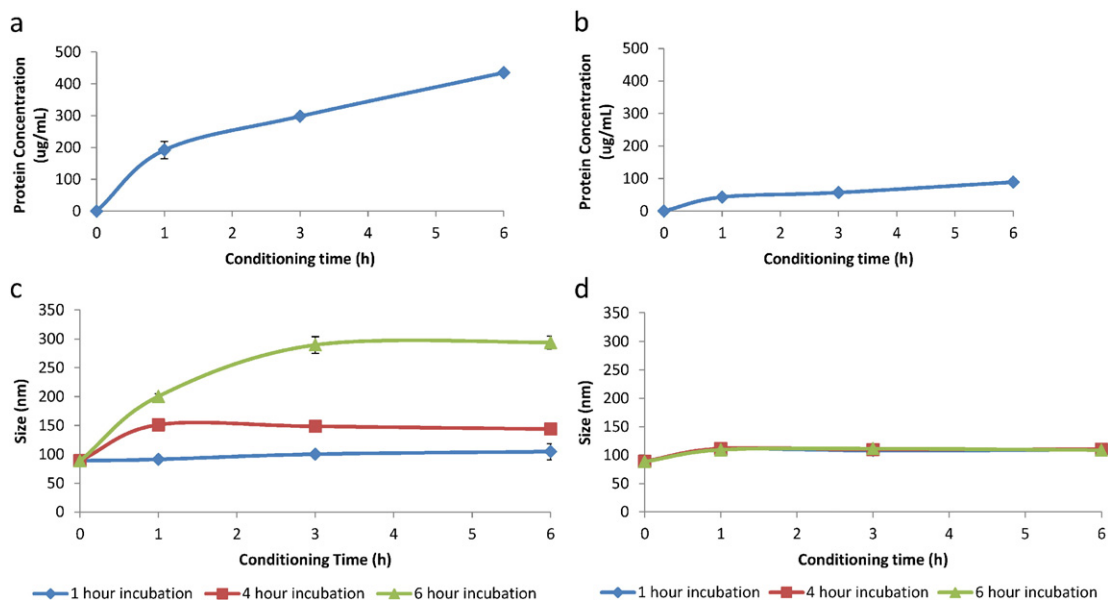 a
500
400
300
200
100
0
Protein Concentration
(ug/mL)
0 1 2 3 4 5 6
Conditioning time (h)
b
500
400
300
200
100
0
Protein Concentration
(ug/mL)
0 1 2 3 4 5 6
Conditioning time (h)
c
350
300
250
200
150
100
50
0
Size (nm)
0 1 2 3 4 5 6
Conditioning Time (h)
1 hour incubation 4 hour incubation 6 hour incubation
d
350
300
250
200
150
100
50
0
Size (nm)
0 1 2 3 4 5 6
Conditioning time (h)
1 hour incubation 4 hour incubation 6 hour incubation